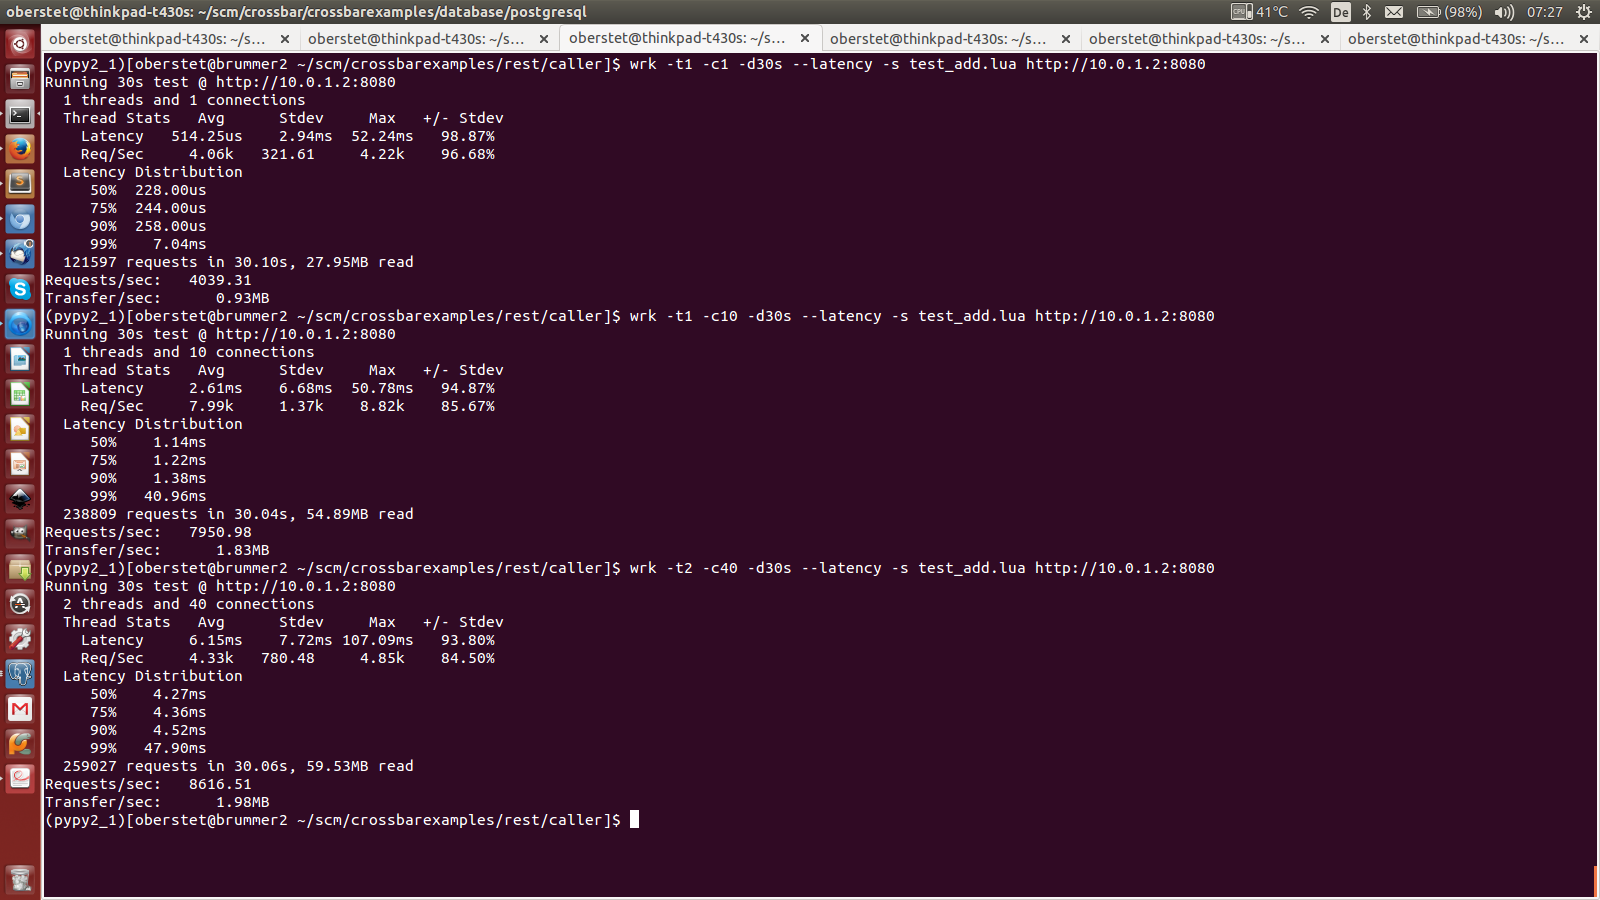 oberstet@thinkpad-t430s: ~/scm/crossbar/crossbarexamples/database/postgresql
41°C De (98%) 07:27
oberstet@thinkpad-t430s: ~/s... oberstet@thinkpad-t430s: ~/s... oberstet@thinkpad-t430s: ~/s... oberstet@thinkpad-t430s: ~/s... oberstet@thinkpad-t430s: ~/s... oberstet@thinkpad-t430s: ~/s...
(pypy2_1)[oberstet@brummer2 ~/scm/crossbarexamples/rest/caller]$ wrk -t1 -c1 -d30s --latency -s test_add.lua http://10.0.1.2:8080
Running 30s test @ http://10.0.1.2:8080
  1 threads and 1 connections
  Thread Stats   Avg      Stdev     Max   +/- Stdev
    Latency   514.25us    2.94ms  52.24ms   98.87%
    Req/Sec     4.06k   321.61     4.22k    96.68%
  Latency Distribution
     50%  228.00us
     75%  244.00us
     90%  258.00us
     99%    7.04ms
  121597 requests in 30.10s, 27.95MB read
Requests/sec:   4039.31
Transfer/sec:      0.93MB
(pypy2_1)[oberstet@brummer2 ~/scm/crossbarexamples/rest/caller]$ wrk -t1 -c10 -d30s --latency -s test_add.lua http://10.0.1.2:8080
Running 30s test @ http://10.0.1.2:8080
  1 threads and 10 connections
  Thread Stats   Avg      Stdev     Max   +/- Stdev
    Latency     2.61ms    6.68ms  50.78ms   94.87%
    Req/Sec     7.99k     1.37k    8.82k    85.67%
  Latency Distribution
     50%    1.14ms
     75%    1.22ms
     90%    1.38ms
     99%   40.96ms
  238809 requests in 30.04s, 54.89MB read
Requests/sec:   7950.98
Transfer/sec:      1.83MB
(pypy2_1)[oberstet@brummer2 ~/scm/crossbarexamples/rest/caller]$ wrk -t2 -c40 -d30s --latency -s test_add.lua http://10.0.1.2:8080
Running 30s test @ http://10.0.1.2:8080
  2 threads and 40 connections
  Thread Stats   Avg      Stdev     Max   +/- Stdev
    Latency     6.15ms    7.72ms 107.09ms   93.80%
    Req/Sec     4.33k   780.48     4.85k    84.50%
  Latency Distribution
     50%    4.27ms
     75%    4.36ms
     90%    4.52ms
     99%   47.90ms
  259027 requests in 30.06s, 59.53MB read
Requests/sec:   8616.51
Transfer/sec:      1.98MB
(pypy2_1)[oberstet@brummer2 ~/scm/crossbarexamples/rest/caller]$